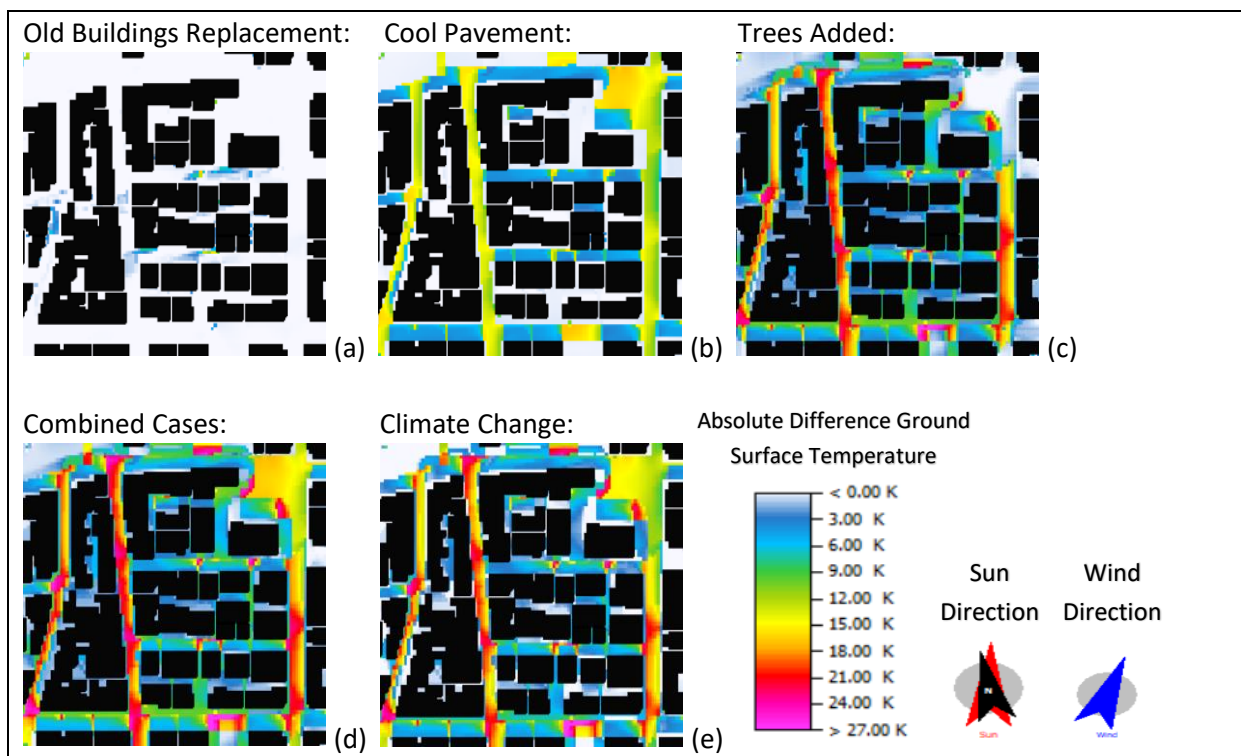 Old Buildings Replacement:
Cool Pavement:
Trees Added:
(a)
(b)
(c)
Combined Cases:
Climate Change:
(d)
(e)
Absolute Difference Ground
Surface Temperature
< 0.00 K
3.00 K
6.00 K
9.00 K
12.00 K
15.00 K
18.00 K
21.00 K
24.00 K
> 27.00 K
Sun
Direction
N
Sun
Wind
Direction
Wind